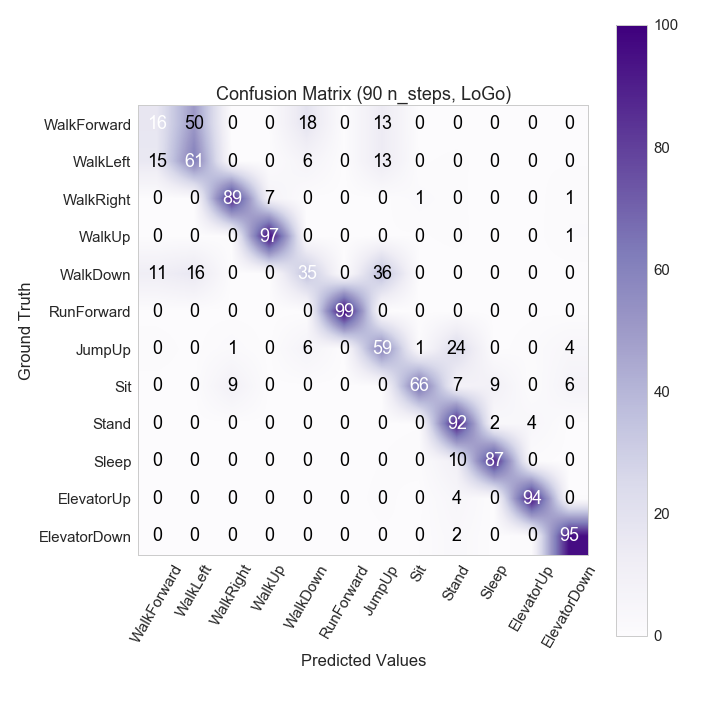 Confusion Matrix (90 n_steps, LoGo)
100
80
60
40
20
0
Ground Truth
WalkForward 16 50 0 0 18 0 13 0 0 0 0 0
WalkLeft 15 61 0 0 6 0 13 0 0 0 0 0
WalkRight 0 0 89 7 0 0 0 1 0 0 0 1
WalkUp 0 0 0 97 0 0 0 0 0 0 0 1
WalkDown 11 16 0 0 35 0 36 0 0 0 0 0
RunForward 0 0 0 0 0 99 0 0 0 0 0 0
JumpUp 0 0 1 0 6 0 59 1 24 0 0 4
Sit 0 0 9 0 0 0 0 66 7 9 0 6
Stand 0 0 0 0 0 0 0 0 92 2 4 0
Sleep 0 0 0 0 0 0 0 0 10 87 0 0
ElevatorUp 0 0 0 0 0 0 0 0 4 0 94 0
ElevatorDown 0 0 0 0 0 0 0 0 2 0 0 95
WalkForward
WalkLeft
WalkRight
WalkUp
WalkDown
RunForward
JumpUp
Sit
Stand
Sleep
ElevatorUp
ElevatorDown
Predicted Values